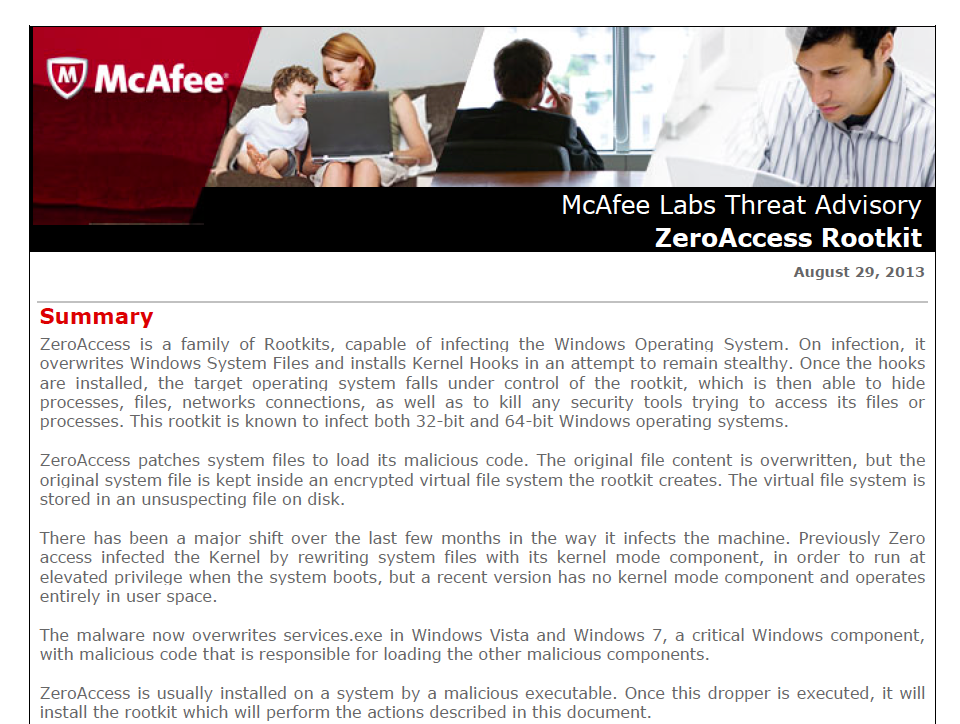 McAfee
McAfee Labs Threat Advisory
ZeroAccess Rootkit
August 29, 2013
Summary
ZeroAccess is a family of Rootkits, capable of infecting the Windows Operating System. On infection, it
overwrites Windows System Files and installs Kernel Hooks in an attempt to remain stealthy. Once the hooks
are installed, the target operating system falls under control of the rootkit, which is then able to hide
processes, files, networks connections, as well as to kill any security tools trying to access its files or
processes. This rootkit is known to infect both 32-bit and 64-bit Windows operating systems.
ZeroAccess patches system files to load its malicious code. The original file content is overwritten, but the
original system file is kept inside an encrypted virtual file system the rootkit creates. The virtual file system is
stored in an unsuspecting file on disk.
There has been a major shift over the last few months in the way it infects the machine. Previously Zero
access infected the Kernel by rewriting system files with its kernel mode component, in order to run at
elevated privilege when the system boots, but a recent version has no kernel mode component and operates
entirely in user space.
The malware now overwrites services.exe in Windows Vista and Windows 7, a critical Windows component,
with malicious code that is responsible for loading the other malicious components.
ZeroAccess is usually installed on a system by a malicious executable. Once this dropper is executed, it will
install the rootkit which will perform the actions described in this document.